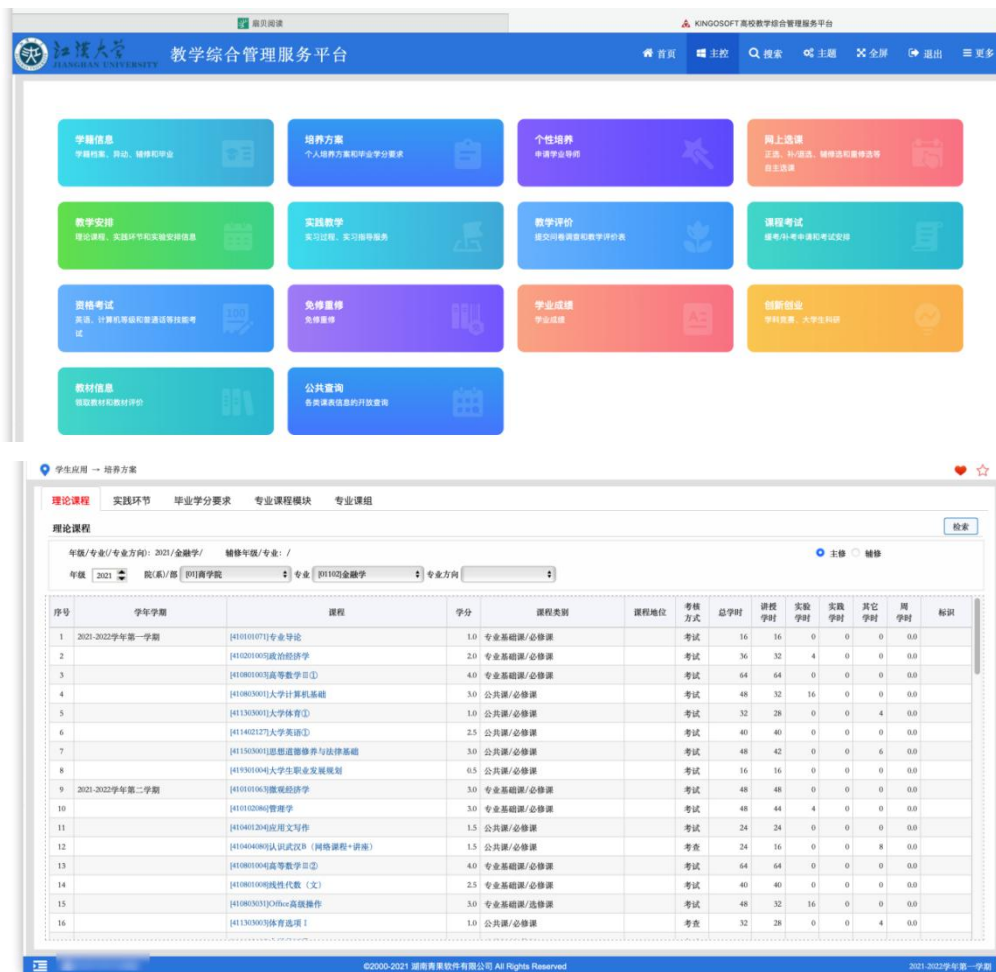 扇贝阅读
KINGOSOFT高校教学综合管理服务平台
江汉大学 JIANGHAN UNIVERSITY 教学综合管理服务平台 首页 主控 搜索 主题 全屏 退出 更多
学籍信息
学籍档案、异动、辅修和毕业
培养方案
个人培养方案和毕业学分要求
个性培养
申请学业导师
网上选课
正选、补/退选、辅修选和重修选等
自主选课
教学安排
理论课程、实践环节和实验安排信息
实践教学
实习过程、实习指导服务
教学评价
提交问卷调查和教学评价表
课程考试
缓考/补考申请和考试安排
资格考试
英语、计算机等级和普通话等技能考
试
免修重修
免修重修
学业成绩
学业成绩
创新创业
学科竞赛、大学生科研
教材信息
领取教材和教材评价
公共查询
各类课表信息的开放查询
学生应用 → 培养方案
理论课程 实践环节 毕业学分要求 专业课程模块 专业课组
理论课程 检索
年级/专业(/专业方向): 2021/金融学/ 辅修年级/专业: / 主修 辅修
年级 2021 院(系)/部 [01]商学院 专业 [01102]金融学 专业方向
序号 学年学期 课程 学分 课程类别 课程地位 考核方式 总学时 讲授学时 实验学时 实践学时 其它学时 周学时 标识
1 2021-2022学年第一学期 [410101071]专业导论 1.0 专业基础课/必修课 考试 16 16 0 0 0 0.0
2 [410201005]政治经济学 2.0 专业基础课/必修课 考试 36 32 4 0 0 0.0
3 [410801003]高等数学Ⅱ① 4.0 专业基础课/必修课 考试 64 64 0 0 0 0.0
4 [410803001]大学计算机基础 3.0 公共课/必修课 考试 48 32 16 0 0 0.0
5 [411303001]大学体育① 1.0 公共课/必修课 考试 32 28 0 0 4 0.0
6 [411402127]大学英语① 2.5 公共课/必修课 考试 40 40 0 0 0 0.0
7 [411503001]思想道德修养与法律基础 3.0 公共课/必修课 考试 48 42 0 0 6 0.0
8 [419301004]大学生职业发展规划 0.5 公共课/必修课 考试 16 16 0 0 0 0.0
9 2021-2022学年第二学期 [410101063]微观经济学 3.0 专业基础课/必修课 考试 48 48 0 0 0 0.0
10 [410102086]管理学 3.0 专业基础课/必修课 考试 48 44 4 0 0 0.0
11 [410401204]应用文写作 1.5 公共课/必修课 考试 24 24 0 0 0 0.0
12 [410404080]认识武汉B（网络课程+讲座） 1.5 公共课/必修课 考查 24 16 0 0 8 0.0
13 [410801004]高等数学Ⅱ② 4.0 专业基础课/必修课 考试 64 64 0 0 0 0.0
14 [410801008]线性代数（文） 2.5 专业基础课/必修课 考试 40 40 0 0 0 0.0
15 [410803031]Office高级操作 3.0 专业基础课/选修课 考试 48 32 16 0 0 0.0
16 [411303003]体育选项Ⅰ 1.0 公共课/必修课 考查 32 28 0 0 4 0.0
©2000-2021 湖南青果软件有限公司 All Rights Reserved 2021-2022学年第一学期